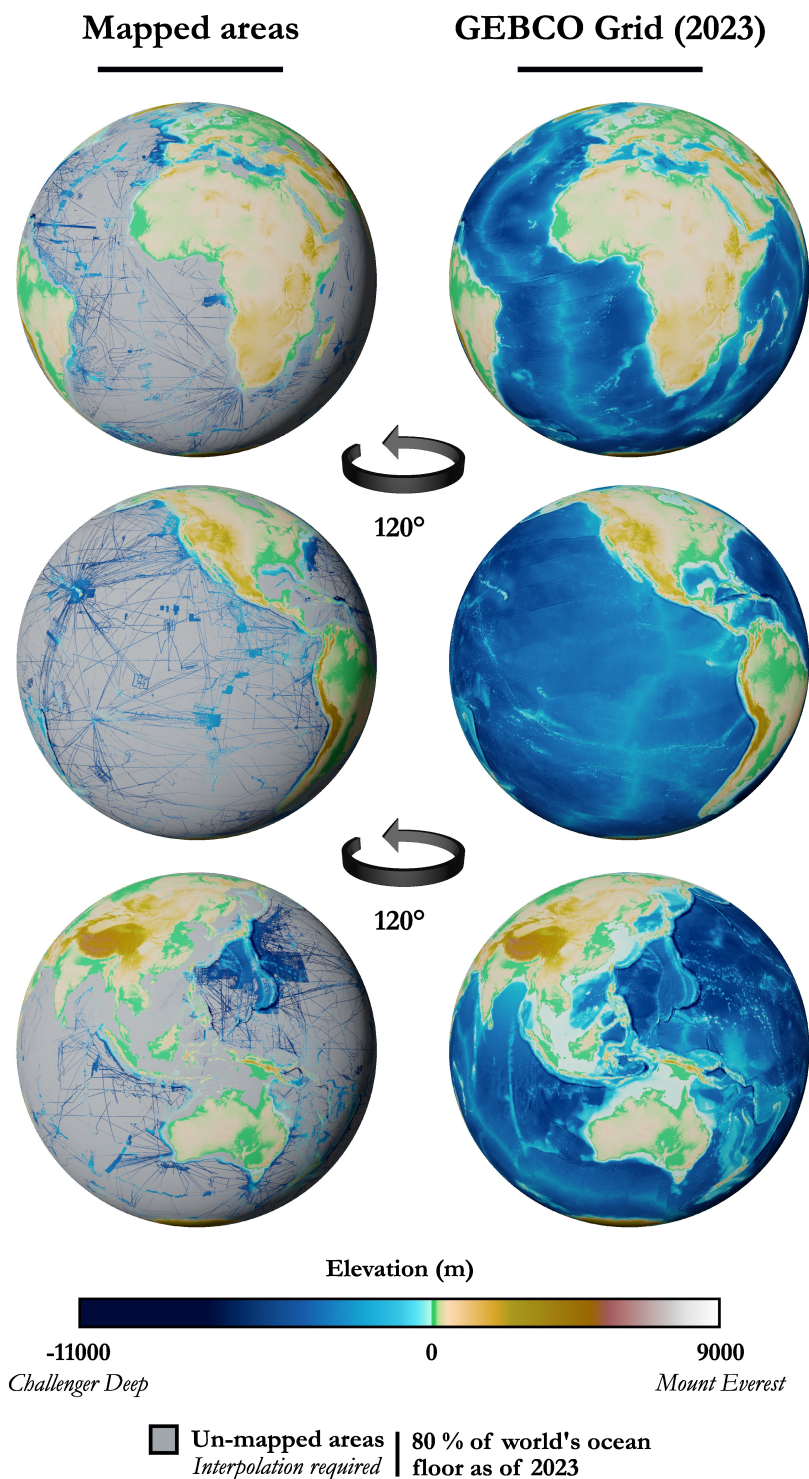 Mapped areas
GEBCO Grid (2023)
120°
120°
Elevation (m)
-11000
0
9000
Challenger Deep
Mount Everest
Un-mapped areas
Interpolation required
80 % of world's ocean
floor as of 2023